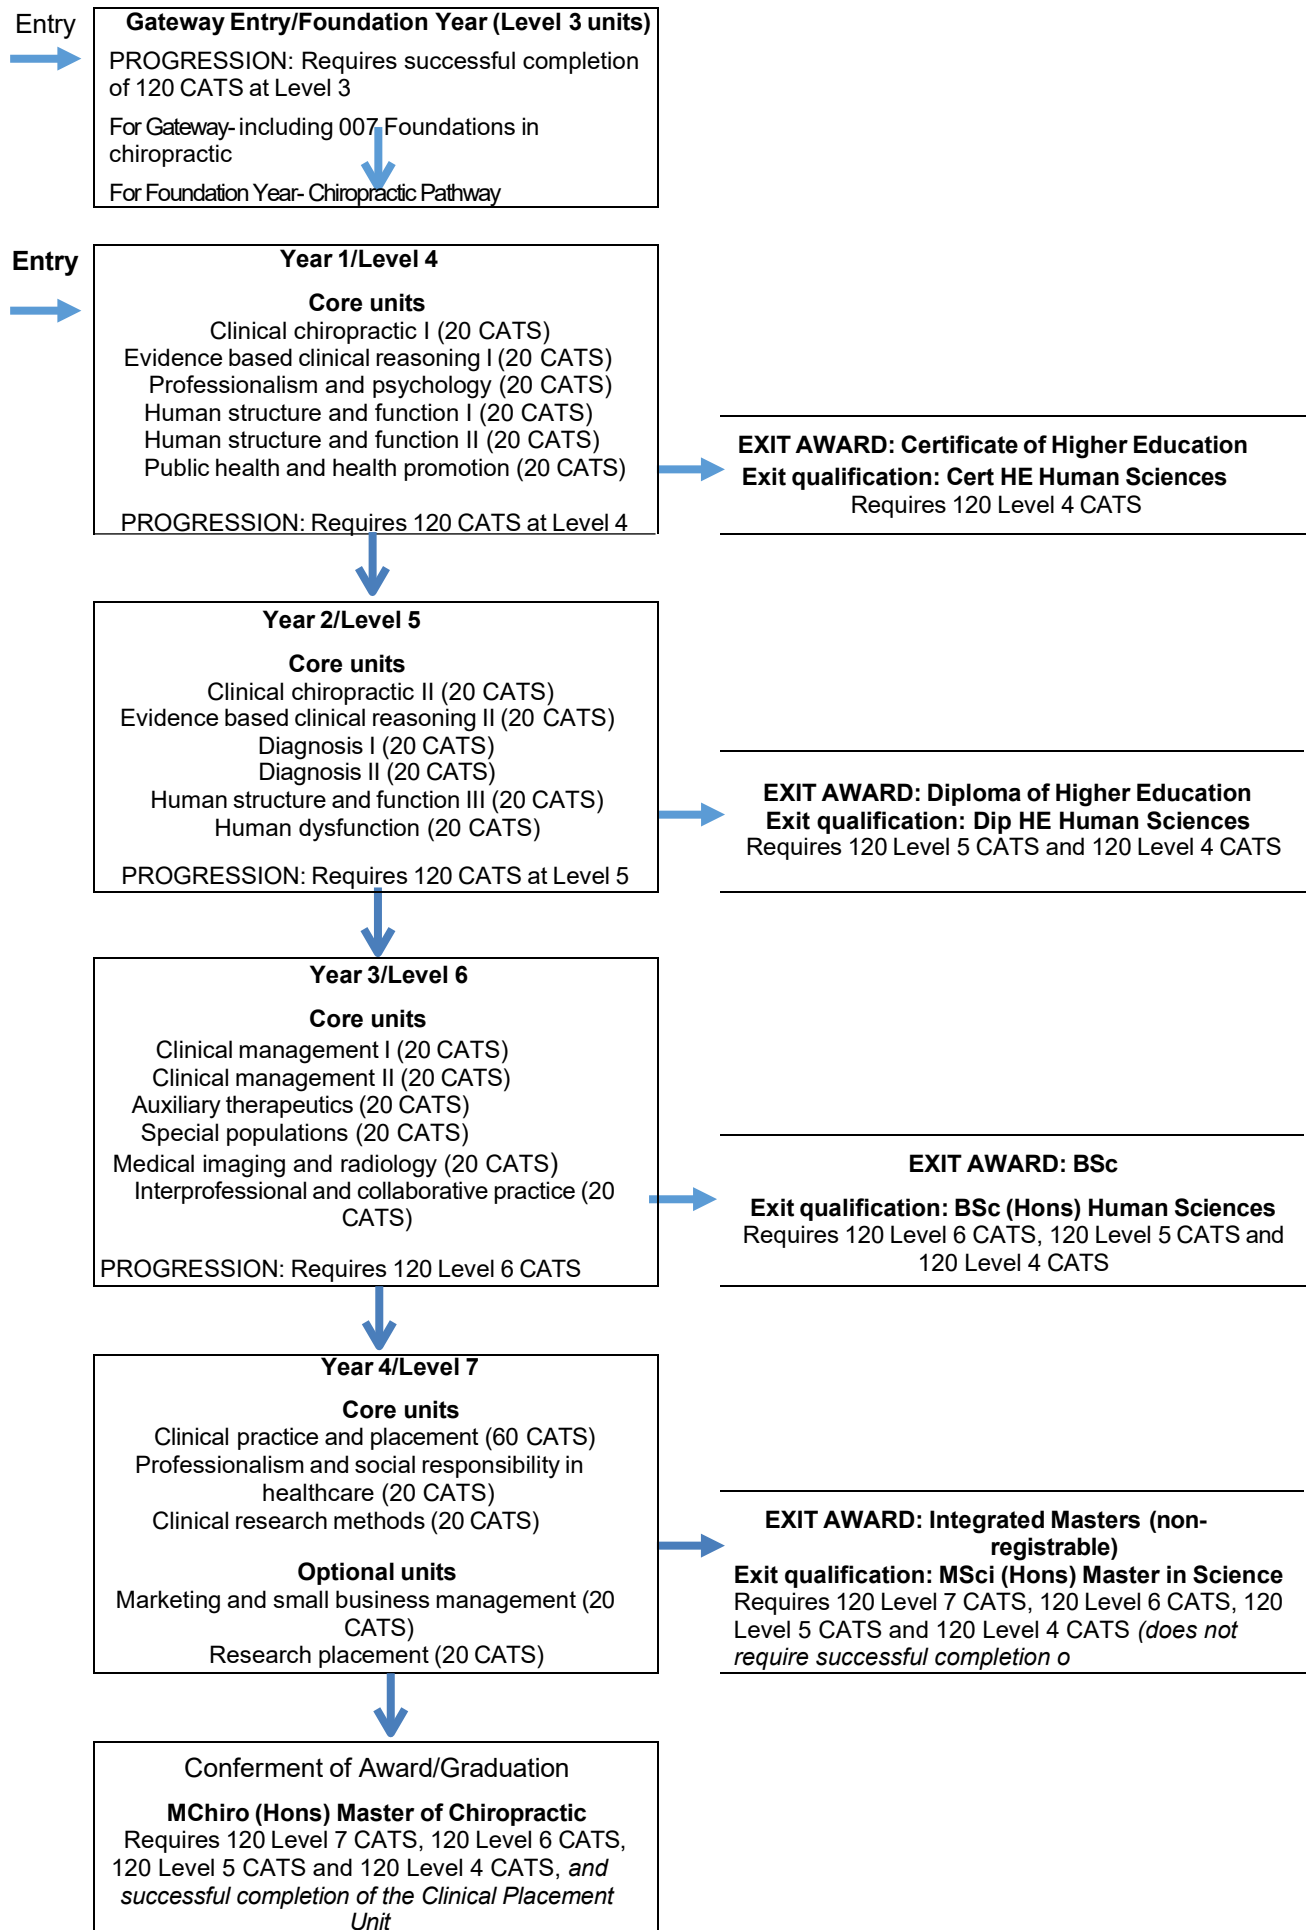 Entry
Gateway Entry/Foundation Year (Level 3 units)
PROGRESSION: Requires successful completion
of 120 CATS at Level 3
For Gateway- including 007 Foundations in
chiropractic
For Foundation Year- Chiropractic Pathway
Entry
Year 1/Level 4
Core units
Clinical chiropractic I (20 CATS)
Evidence based clinical reasoning I (20 CATS)
Professionalism and psychology (20 CATS)
Human structure and function I (20 CATS)
Human structure and function II (20 CATS)
Public health and health promotion (20 CATS)
PROGRESSION: Requires 120 CATS at Level 4
EXIT AWARD: Certificate of Higher Education
Exit qualification: Cert HE Human Sciences
Requires 120 Level 4 CATS
Year 2/Level 5
Core units
Clinical chiropractic II (20 CATS)
Evidence based clinical reasoning II (20 CATS)
Diagnosis I (20 CATS)
Diagnosis II (20 CATS)
Human structure and function III (20 CATS)
Human dysfunction (20 CATS)
PROGRESSION: Requires 120 CATS at Level 5
EXIT AWARD: Diploma of Higher Education
Exit qualification: Dip HE Human Sciences
Requires 120 Level 5 CATS and 120 Level 4 CATS
Year 3/Level 6
Core units
Clinical management I (20 CATS)
Clinical management II (20 CATS)
Auxiliary therapeutics (20 CATS)
Special populations (20 CATS)
Medical imaging and radiology (20 CATS)
Interprofessional and collaborative practice (20
CATS)
PROGRESSION: Requires 120 Level 6 CATS
EXIT AWARD: BSc
Exit qualification: BSc (Hons) Human Sciences
Requires 120 Level 6 CATS, 120 Level 5 CATS and
120 Level 4 CATS
Year 4/Level 7
Core units
Clinical practice and placement (60 CATS)
Professionalism and social responsibility in
healthcare (20 CATS)
Clinical research methods (20 CATS)
Optional units
Marketing and small business management (20
CATS)
Research placement (20 CATS)
EXIT AWARD: Integrated Masters (non-
registrable)
Exit qualification: MSci (Hons) Master in Science
Requires 120 Level 7 CATS, 120 Level 6 CATS, 120
Level 5 CATS and 120 Level 4 CATS (does not
require successful completion o
Conferment of Award/Graduation
MChiro (Hons) Master of Chiropractic
Requires 120 Level 7 CATS, 120 Level 6 CATS,
120 Level 5 CATS and 120 Level 4 CATS, and
successful completion of the Clinical Placement
Unit